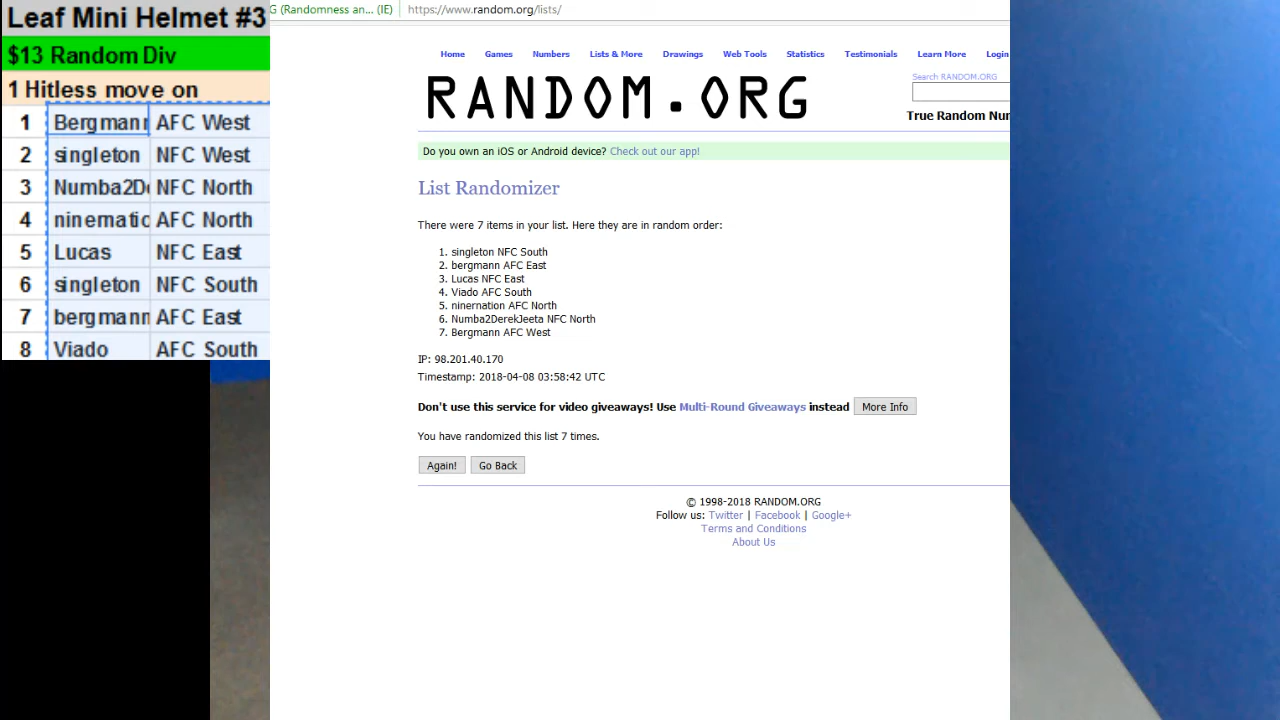 Leaf Mini Helmet #3
$13 Random Div
1 Hitless move on
1 Bergmann AFC West
2 singleton NFC West
3 Numba2De NFC North
4 ninernatio AFC North
5 Lucas NFC East
6 singleton NFC South
7 bergmann AFC East
8 Viado AFC South
G (Randomness an... (IE) https://www.random.org/lists/
Home Games Numbers Lists & More Drawings Web Tools Statistics Testimonials Learn More Login
RANDOM.ORG
Search RANDOM.ORG
True Random Nur
Do you own an iOS or Android device? Check out our app!
List Randomizer
There were 7 items in your list. Here they are in random order:
1. singleton NFC South
2. bergmann AFC East
3. Lucas NFC East
4. Viado AFC South
5. ninernation AFC North
6. Numba2DerekJeeta NFC North
7. Bergmann AFC West
IP: 98.201.40.170
Timestamp: 2018-04-08 03:58:42 UTC
Don't use this service for video giveaways! Use Multi-Round Giveaways instead More Info
You have randomized this list 7 times.
Again! Go Back
© 1998-2018 RANDOM.ORG
Follow us: Twitter | Facebook | Google+
Terms and Conditions
About Us